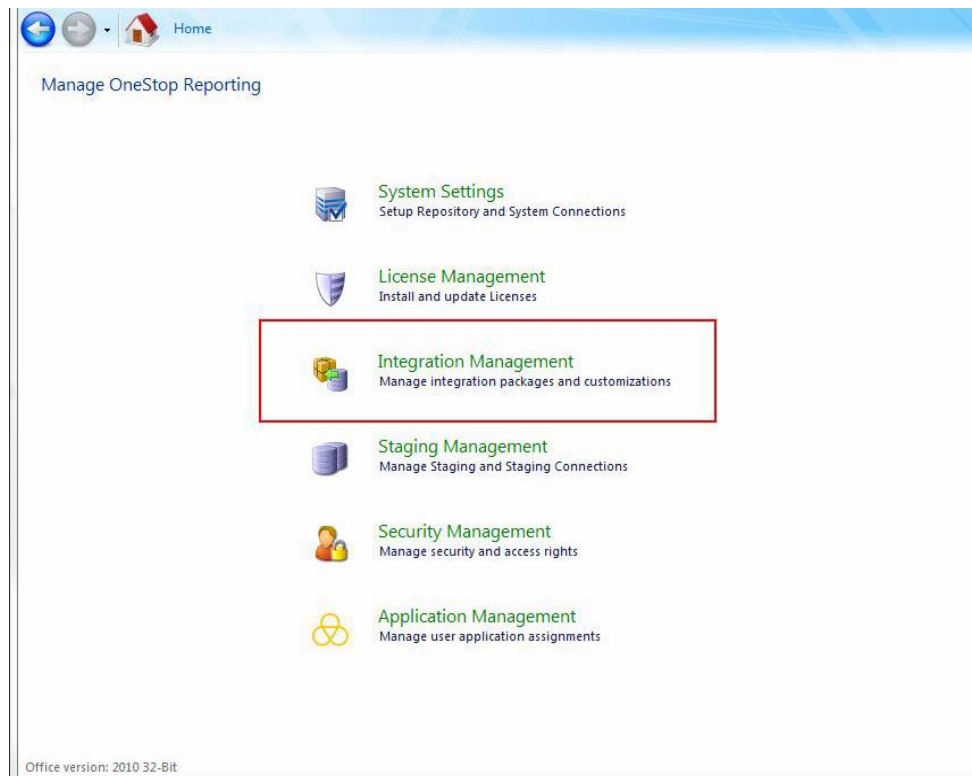 Home
Manage OneStop Reporting
System Settings
Setup Repository and System Connections
License Management
Install and update Licenses
Integration Management
Manage integration packages and customizations
Staging Management
Manage Staging and Staging Connections
Security Management
Manage security and access rights
Application Management
Manage user application assignments
Office version: 2010 32-Bit